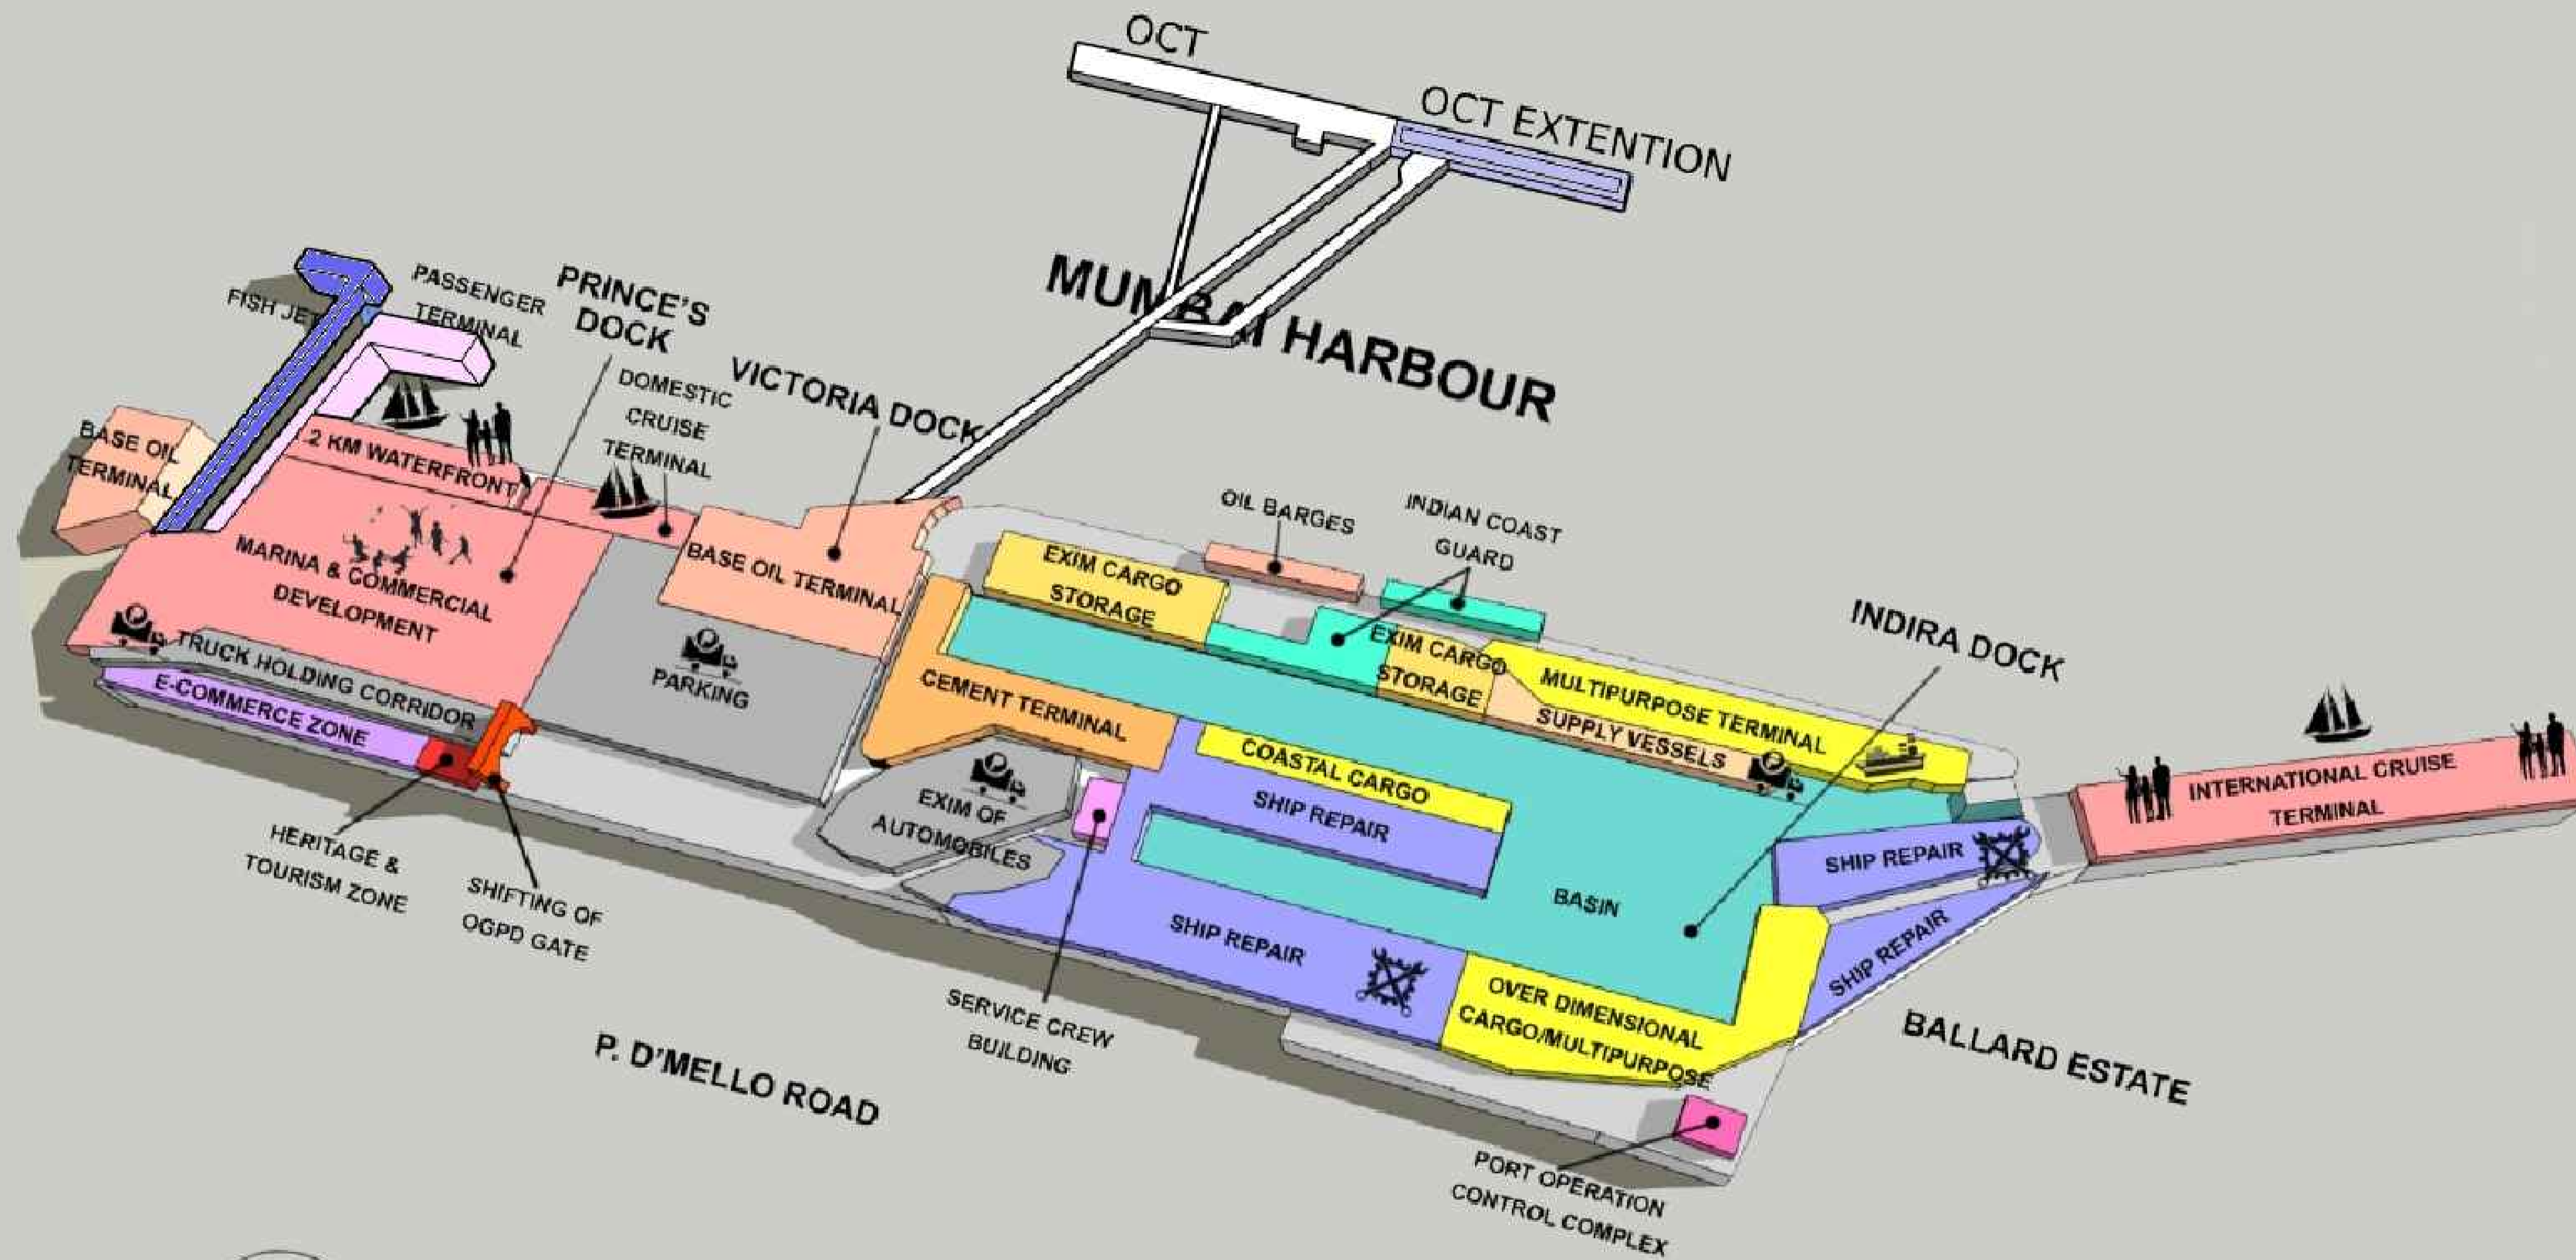 OCT
OCT EXTENTION
MUMBAI HARBOUR
FISH JET
PASSENGER
TERMINAL
PRINCE'S
DOCK
DOMESTIC
CRUISE
TERMINAL
VICTORIA DOCK
BASE OIL
TERMINAL
.2 KM WATERFRONT
MARINA & COMMERCIAL
DEVELOPMENT
TRUCK HOLDING CORRIDOR
E-COMMERCE ZONE
P
PARKING
BASE OIL TERMINAL
HERITAGE &
TOURISM ZONE
SHIFTING OF
OGPD GATE
EXIM CARGO
STORAGE
OIL BARGES
INDIAN COAST
GUARD
EXIM CARGO
STORAGE
MULTIPURPOSE TERMINAL
SUPPLY VESSELS
INDIRA DOCK
CEMENT TERMINAL
COASTAL CARGO
SHIP REPAIR
P
EXIM OF
AUTOMOBILES
BASIN
SHIP REPAIR
SHIP REPAIR
SHIP REPAIR
INTERNATIONAL CRUISE
TERMINAL
OVER DIMENSIONAL
CARGO/MULTIPURPOSE
SERVICE CREW
BUILDING
P. D'MELLO ROAD
BALLARD ESTATE
PORT OPERATION
CONTROL COMPLEX